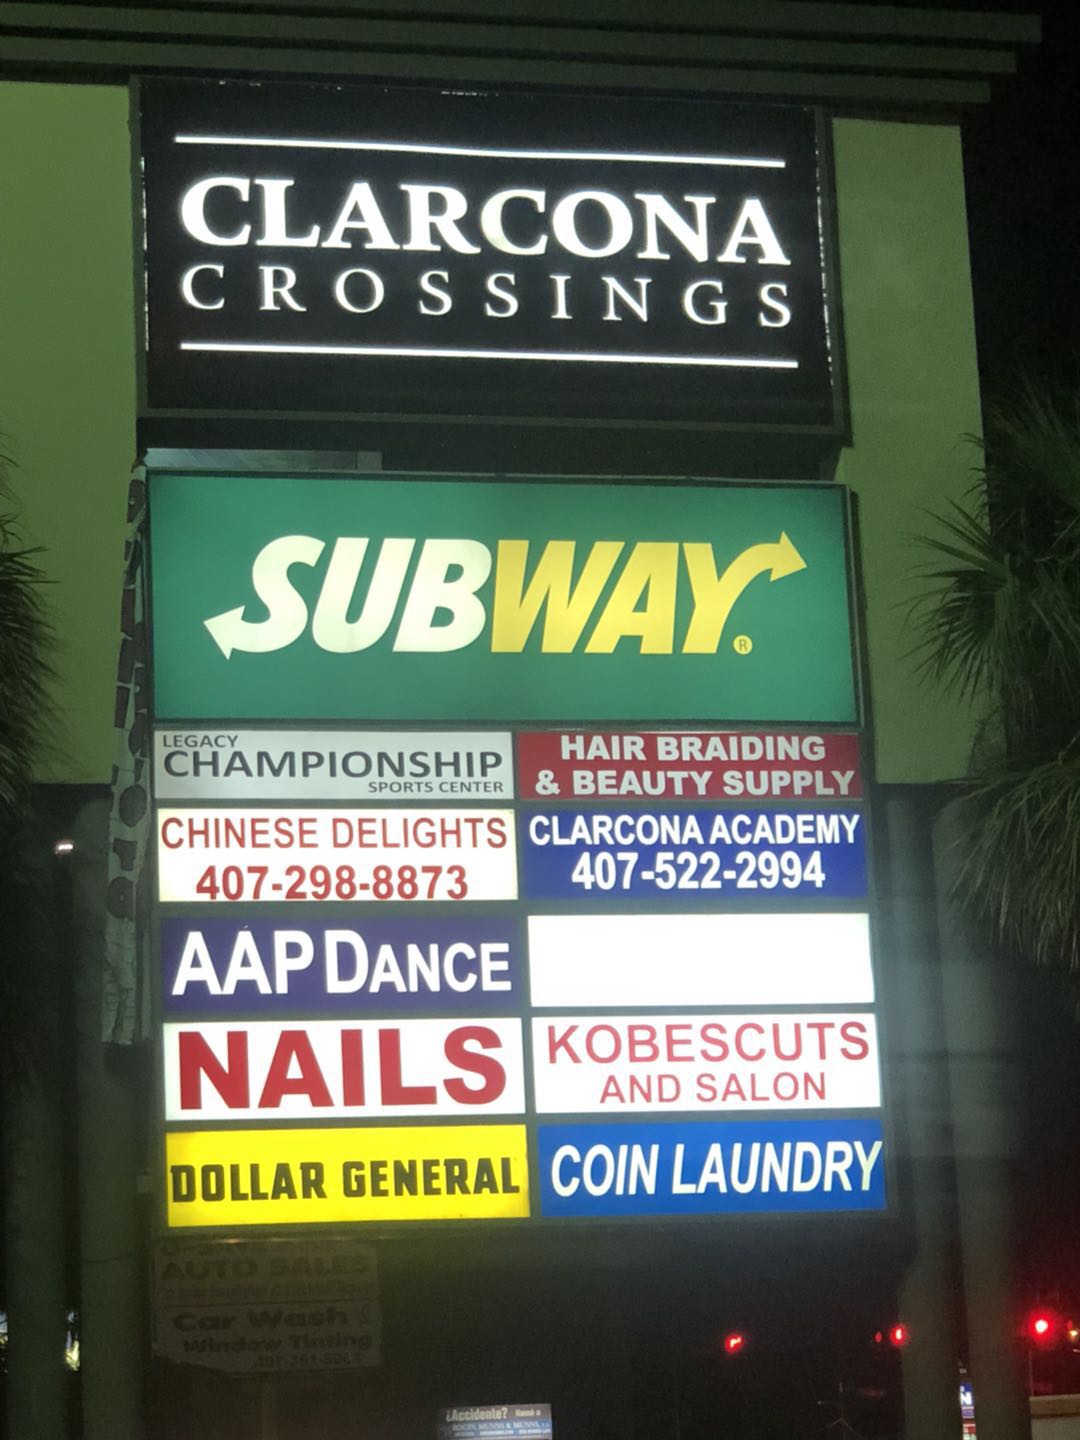 CLARCONA
CROSSINGS
SUBWAY®
LEGACY
CHAMPIONSHIP
SPORTS CENTER
HAIR BRAIDING
& BEAUTY SUPPLY
CHINESE DELIGHTS
407-298-8873
CLARCONA ACADEMY
407-522-2994
AAP DANCE
NAILS
KOBESCUTS
AND SALON
DOLLAR GENERAL
COIN LAUNDRY
AUTO SALES
Car Wash &
Window Tinting
¿Accidente?